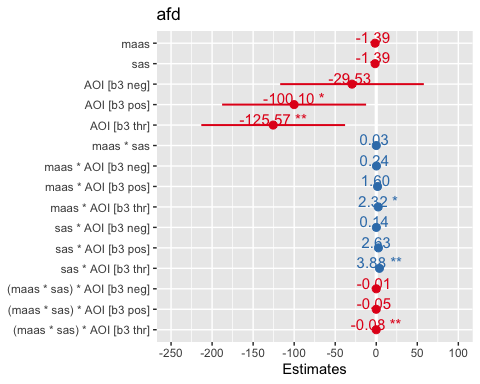 afd
maas -1.39
sas -1.39
AOI [b3 neg] -29.53
AOI [b3 pos] -100.10 *
AOI [b3 thr] -125.57 **
maas * sas 0.03
maas * AOI [b3 neg] 0.24
maas * AOI [b3 pos] 1.60
maas * AOI [b3 thr] 2.32 *
sas * AOI [b3 neg] 0.14
sas * AOI [b3 pos] 2.63
sas * AOI [b3 thr] 3.88 **
(maas * sas) * AOI [b3 neg] -0.01
(maas * sas) * AOI [b3 pos] -0.05
(maas * sas) * AOI [b3 thr] -0.08 **
-250 -200 -150 -100 -50 0 50 100
Estimates